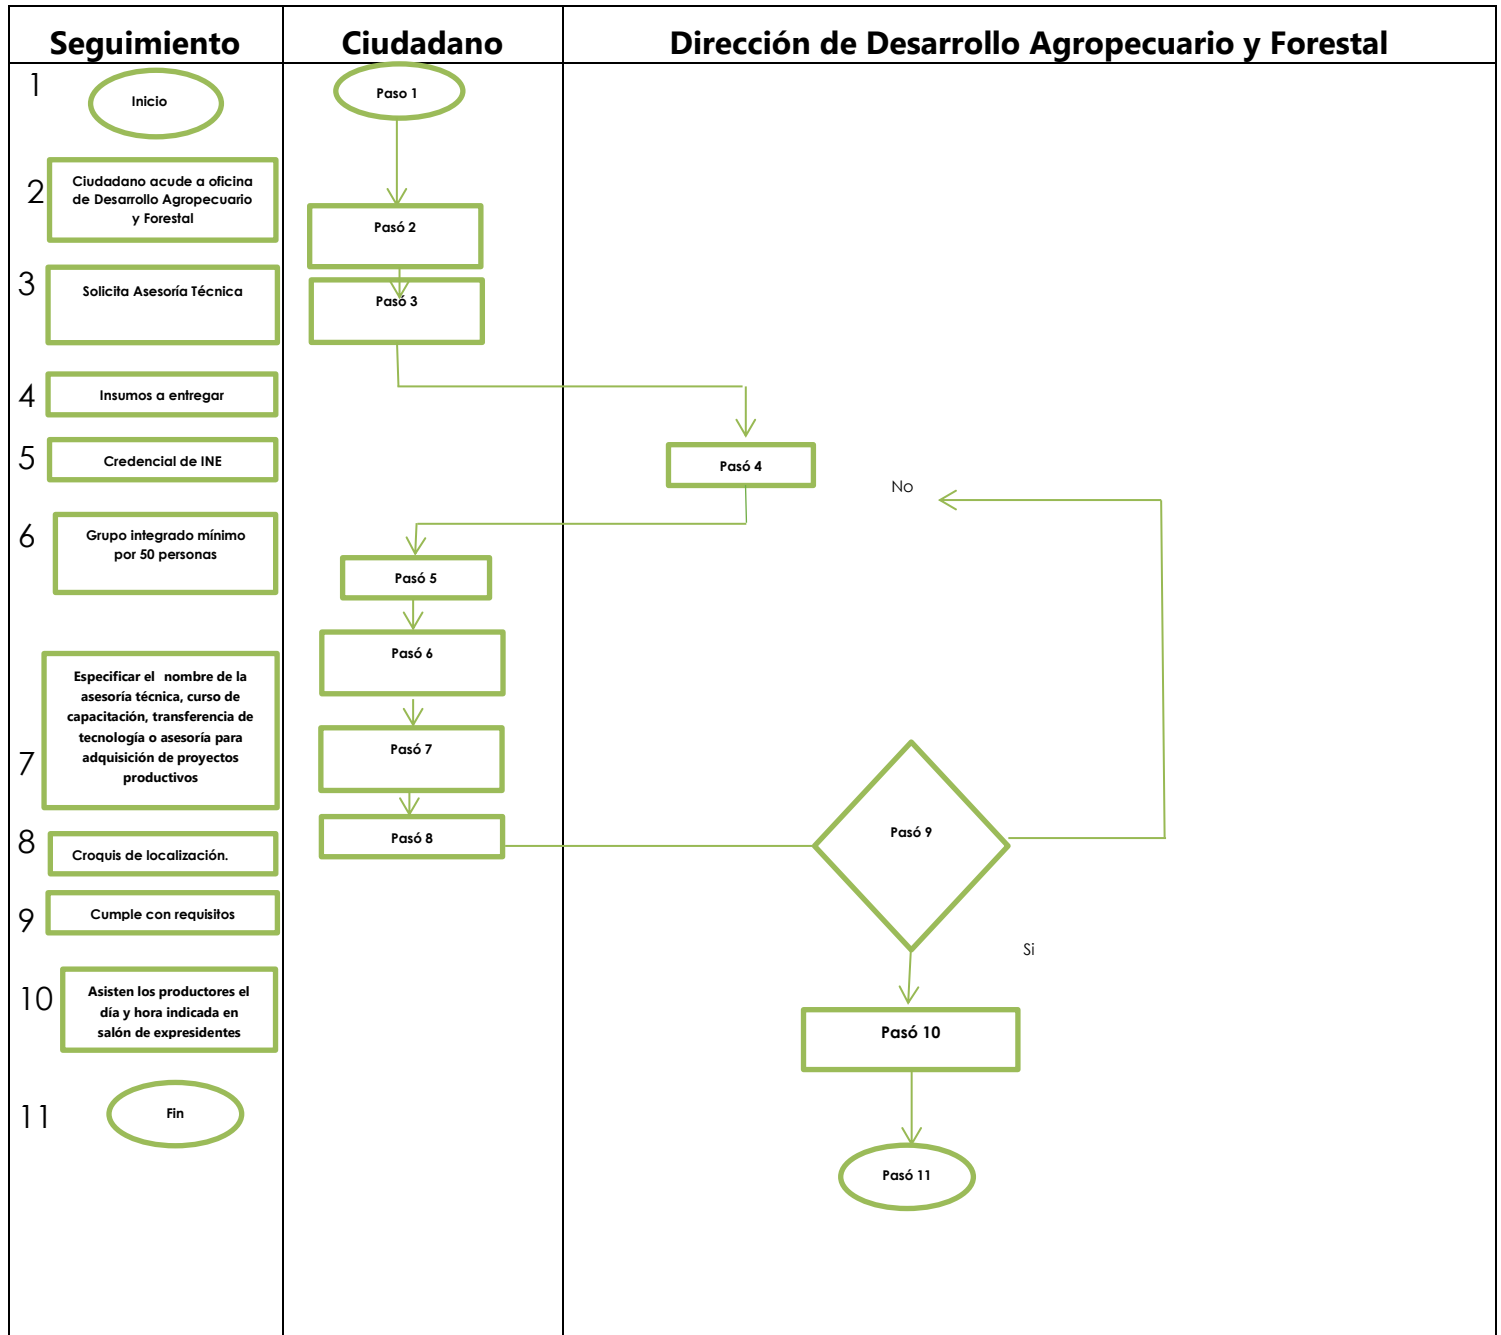 Seguimiento
Ciudadano
Dirección de Desarrollo Agropecuario y Forestal
1
Inicio
2
Ciudadano acude a oficina
de Desarrollo Agropecuario
y Forestal
3
Solicita Asesoría Técnica
4
Insumos a entregar
5
Credencial de INE
6
Grupo integrado mínimo
por 50 personas
7
Especificar el  nombre de la
asesoría técnica, curso de
capacitación, transferencia de
tecnología o asesoría para
adquisición de proyectos
productivos
8
Croquis de localización.
9
Cumple con requisitos
10
Asisten los productores el
día y hora indicada en
salón de expresidentes
11
Fin
Paso 1
Pasó 2
Pasó 3
Pasó 4
No
Pasó 5
Pasó 6
Pasó 7
Pasó 8
Pasó 9
Si
Pasó 10
Pasó 11